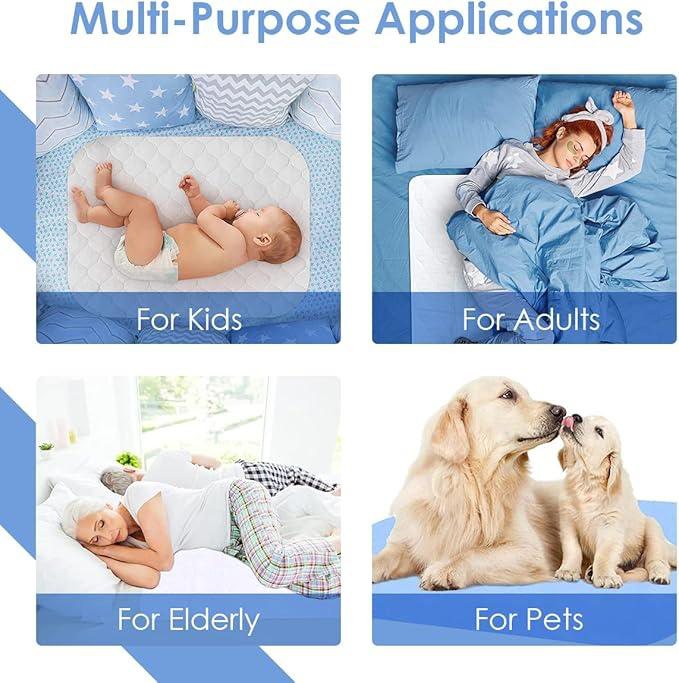 Multi-Purpose Applications
For Kids
For Adults
For Elderly
For Pets